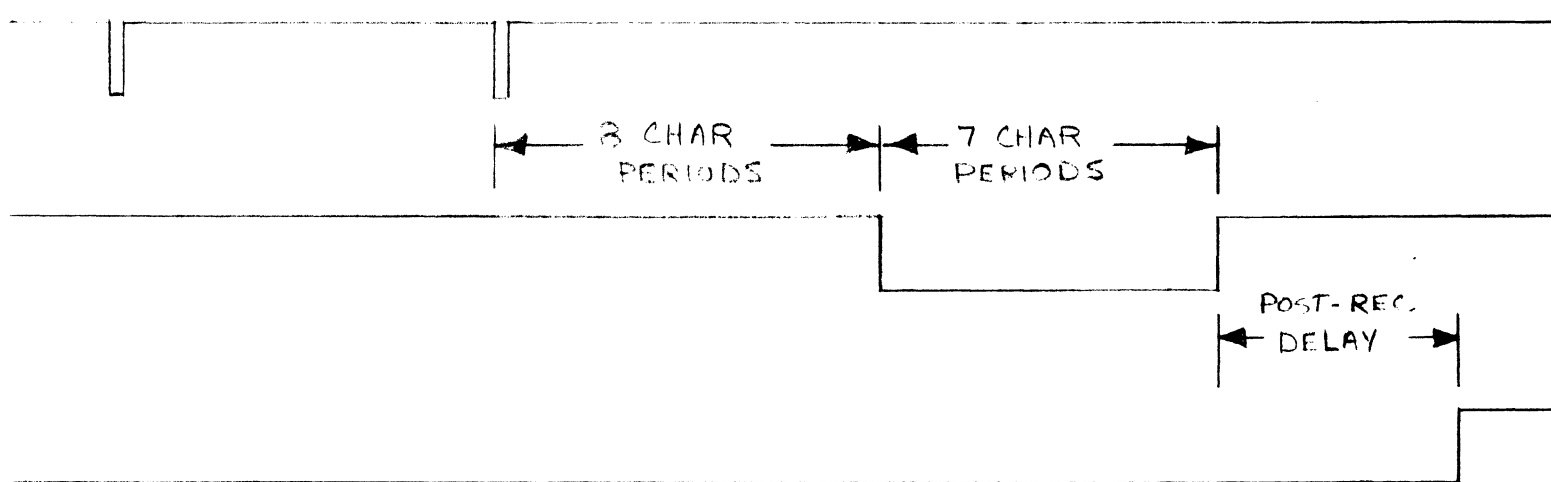 8 CHAR
PERIODS
7 CHAR
PERIODS
POST-REC.
DELAY